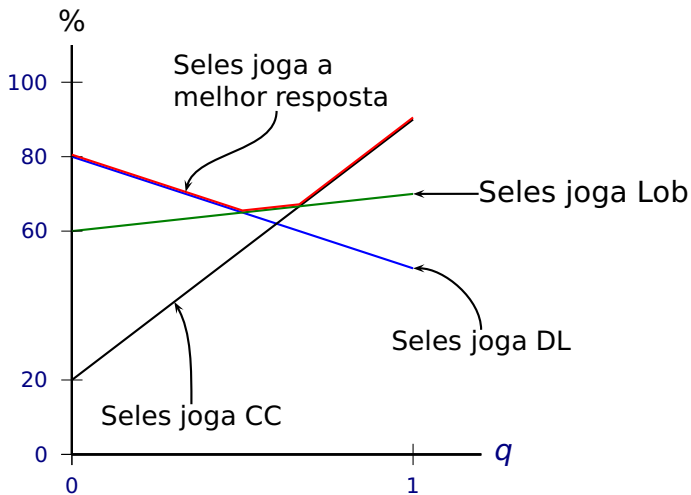 %
Seles joga a
melhor resposta
100
80
Seles joga Lob
60
Seles joga DL
20
Seles joga CC
0
q
0
1